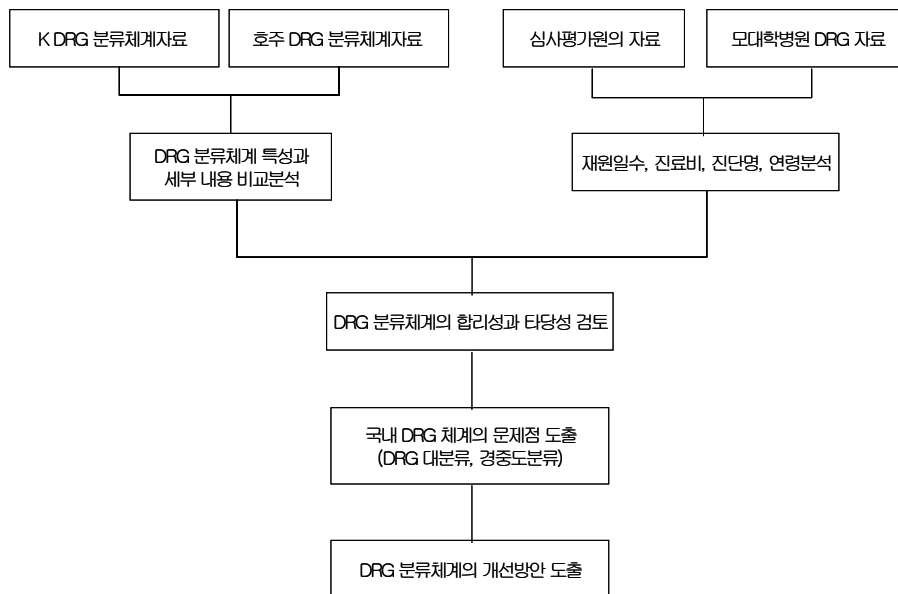 K DRG 분류체계자료
호주 DRG 분류체계자료
심사평가원의 자료
모대학병원 DRG 자료
DRG 분류체계 특성과
세부 내용 비교분석
재원일수, 진료비, 진단명, 연령분석
DRG 분류체계의 합리성과 타당성 검토
국내 DRG 체계의 문제점 도출
(DRG 대분류, 경중도분류)
DRG 분류체계의 개선방안 도출